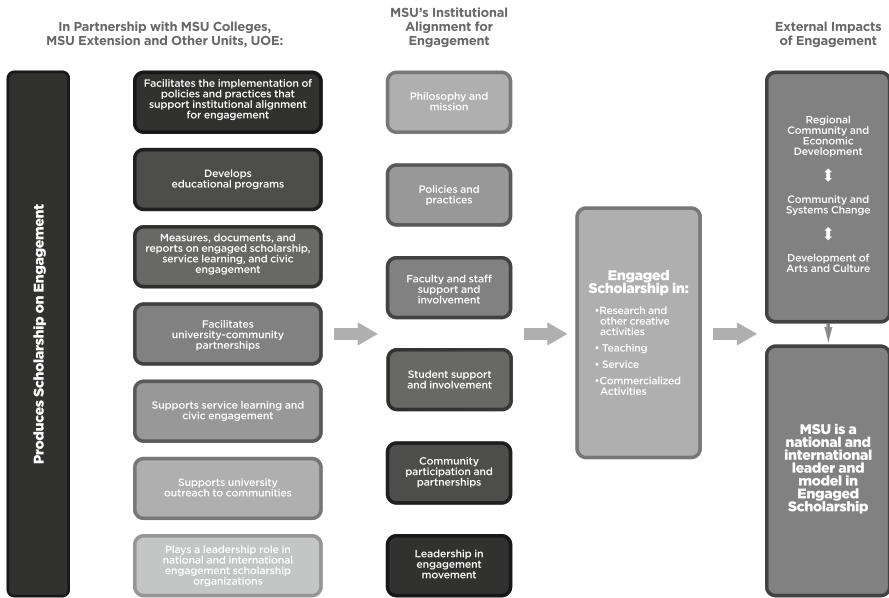 In Partnership with MSU Colleges,
MSU Extension and Other Units, UOE:
MSU's Institutional
Alignment for
Engagement
External Impacts
of Engagement
Produces Scholarship on Engagement
Facilitates the implementation of
policies and practices that
support institutional alignment
for engagement
Develops
educational programs
Measures, documents, and
reports on engaged scholarship,
service learning, and civic
engagement
Facilitates
university-community
partnerships
Supports service learning and
civic engagement
Supports university
outreach to communities
Plays a leadership role in
national and international
engagement scholarship
organizations
Philosophy and
mission
Policies and
practices
Faculty and staff
support and
involvement
Student support
and involvement
Community
participation and
partnerships
Leadership in
engagement
movement
Engaged
Scholarship in:
•Research and
other creative
activities
• Teaching
• Service
•Commercialized
Activities
Regional
Community and
Economic
Development
Community and
Systems Change
Development of
Arts and Culture
MSU is a
national and
international
leader and
model in
Engaged
Scholarship